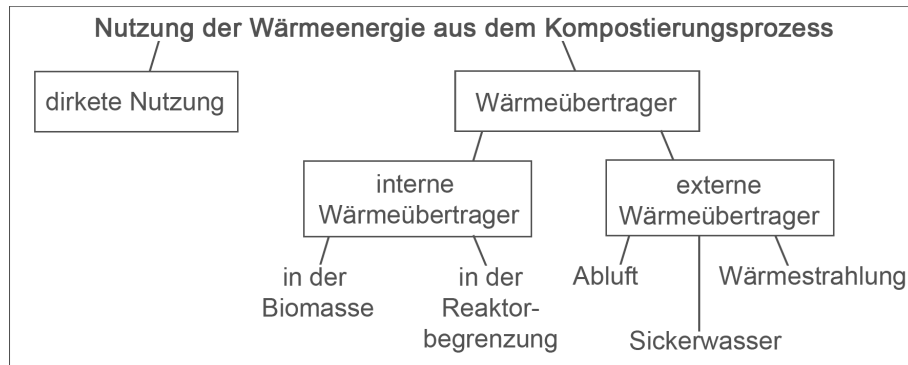 Nutzung der Wärmeenergie aus dem Kompostierungsprozess
dirkete Nutzung
Wärmeübertrager
interne
Wärmeübertrager
externe
Wärmeübertrager
in der
Biomasse
in der
Reaktor-
begrenzung
Abluft
Wärmestrahlung
Sickerwasser